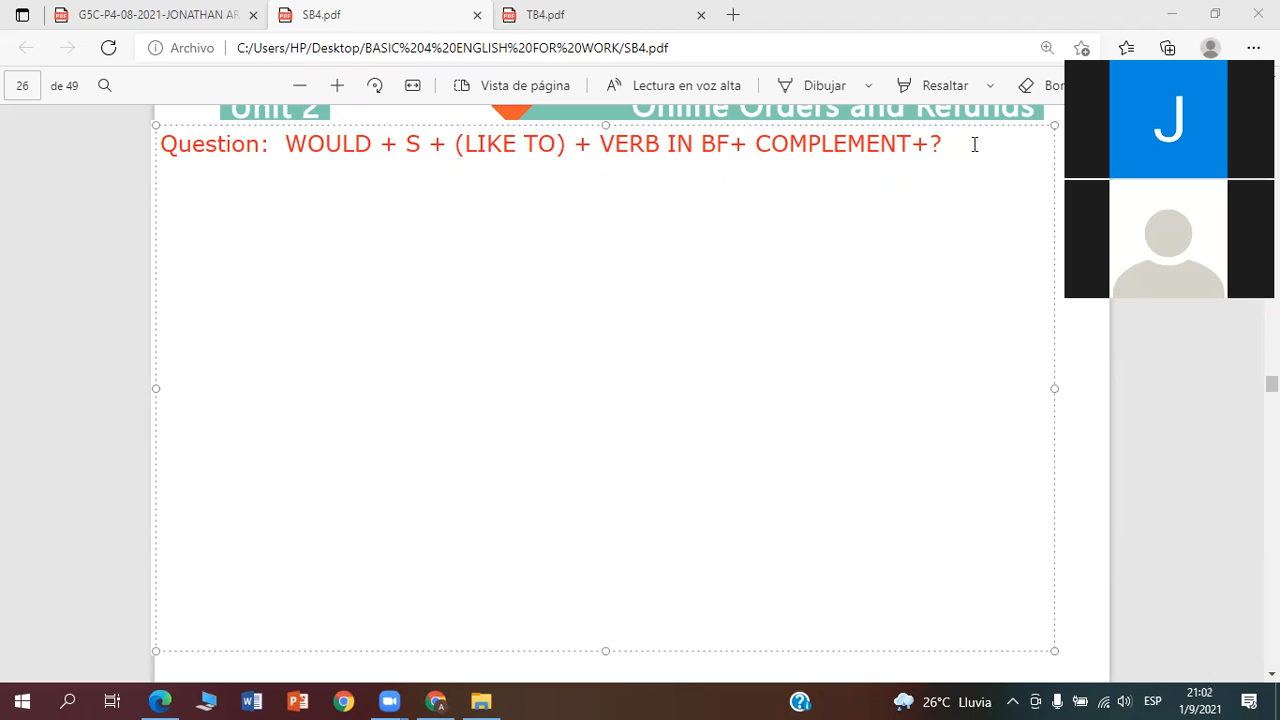 G5C-P4-08-2021-JONATHAN AR
SB4.pdf
TB4.pdf
Archivo
C:/Users/HP/Desktop/BASIC%204%20ENGLISH%20FOR%20WORK/SB4.pdf
26 de 49
Vista de página
Lectura en voz alta
Dibujar
Resaltar
Bor
Unit 2
Online Orders and Refunds
Question: WOULD + S + (LIKE TO) + VERB IN BF+ COMPLEMENT+?
J
26°C Lluvia
ESP
21:02
1/9/2021